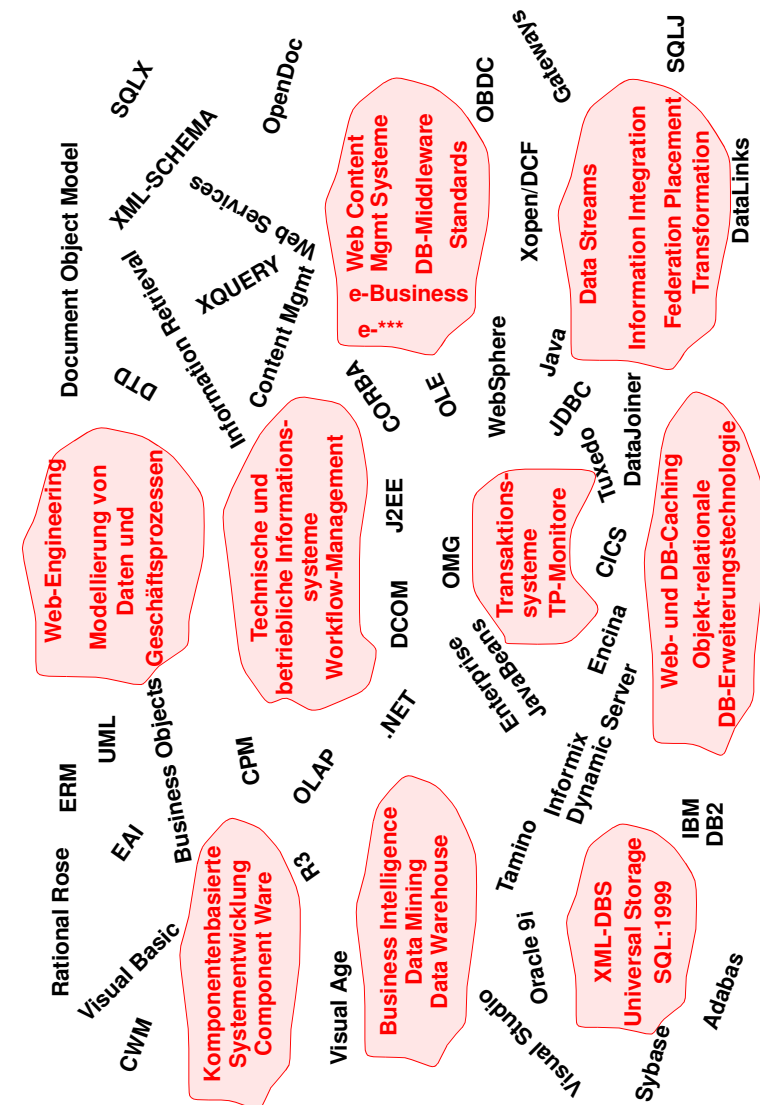 Rational Rose
ERM
Document Object Model
UML
EAI
CWM
Visual Basic
Business Objects
DTD
SQLX
XML-SCHEMA
Web-Engineering
Modellierung von
Daten und
Geschäftsprozessen
Information Retrieval
Web Services
XQUERY
OpenDoc
Content Mgmt
Komponentenbasierte
Systementwicklung
Component Ware
CPM
R3
OLAP
Technische und
betriebliche Informations-
systeme
Workflow-Management
Visual Age
.NET
DCOM
J2EE
CORBA
Web Content
Mgmt Systeme
DB-Middleware
Standards
e-Business
e-***
Business Intelligence
Data Mining
Data Warehouse
OLE
OMG
OBDC
WebSphere
Enterprise
JavaBeans
Transaktions-
systeme
TP-Monitore
Xopen/DCF
Gateways
Java
JDBC
Visual Studio
Oracle 9i
Tamino
Informix
Dynamic Server
Encina
CICS
Tuxedo
DataJoiner
Data Streams
Information Integration
Federation Placement
Transformation
SQLJ
DataLinks
Sybase
XML-DBS
Universal Storage
SQL:1999
Adabas
IBM
DB2
Web- und DB-Caching
Objekt-relationale
DB-Erweiterungstechnologie